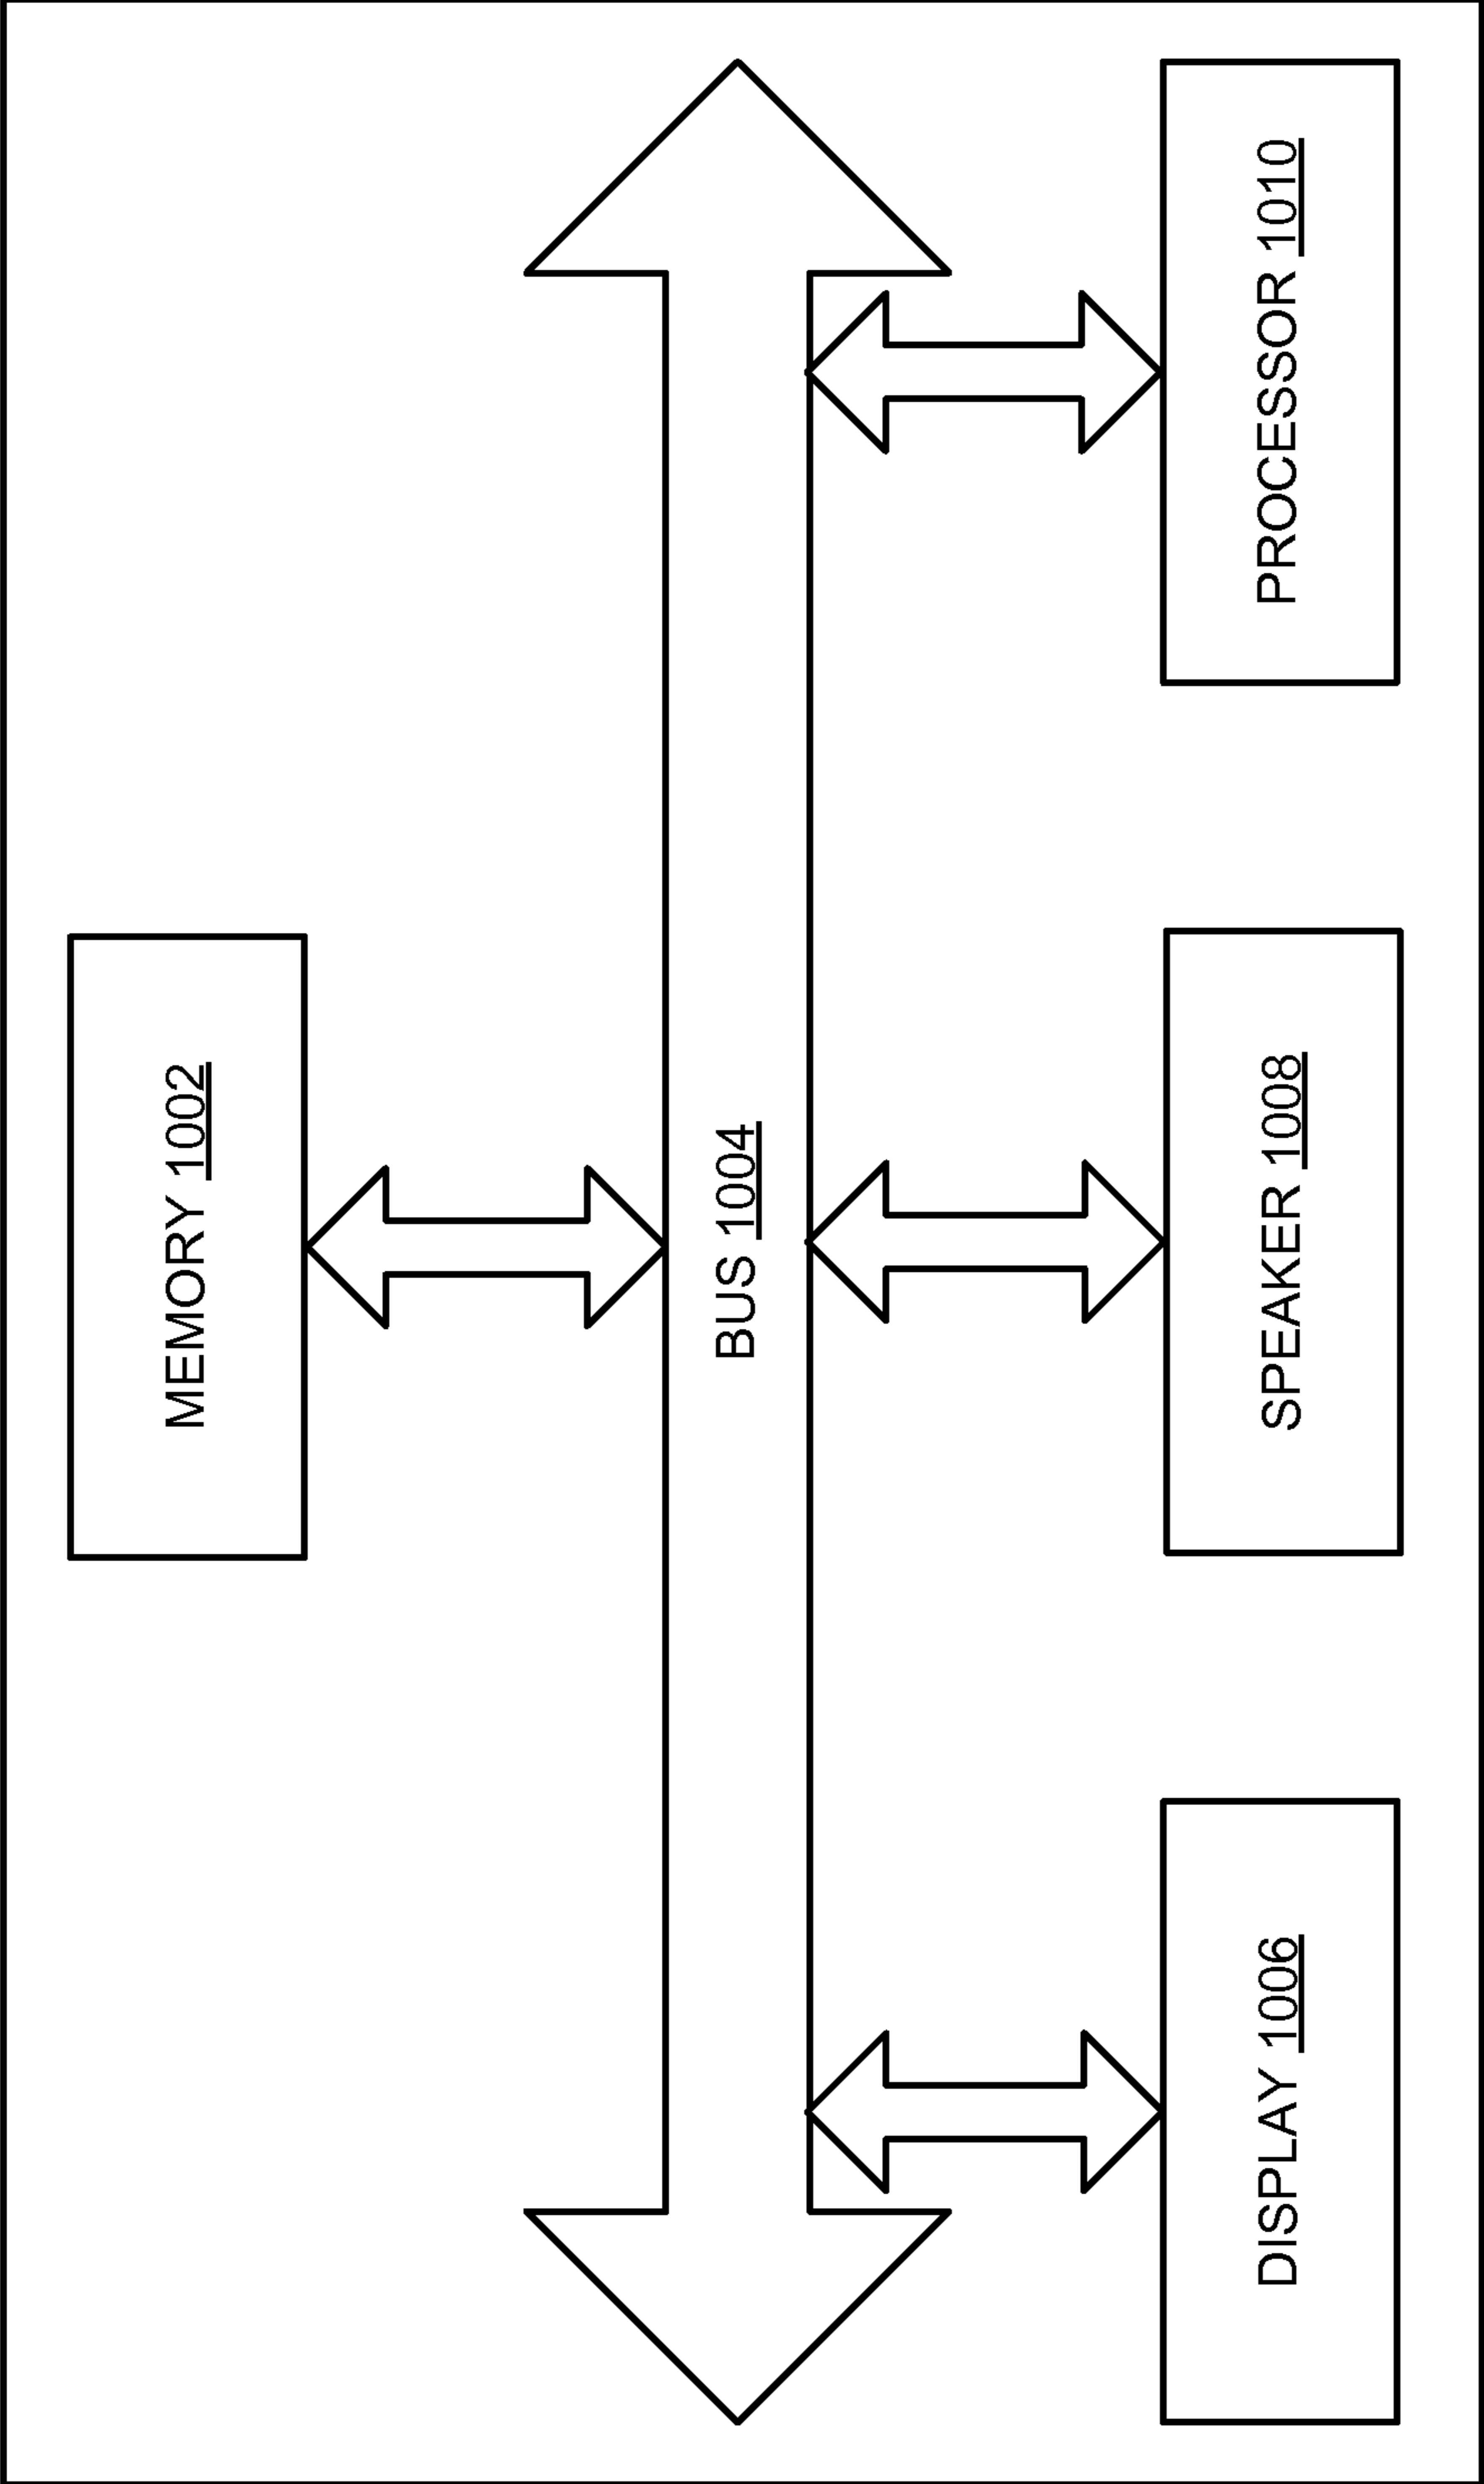 MEMORY 1002
BUS 1004
DISPLAY 1006
SPEAKER 1008
PROCESSOR 1010